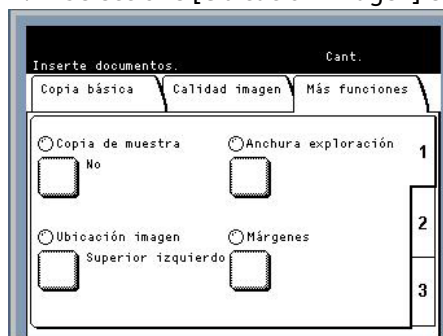 Cant.
Inserte documentos.
Copia básica Calidad imagen Más funciones
Copia de muestra Anchura exploración
No
1
Ubicación imagen Márgenes
Superior izquierdo
2
3